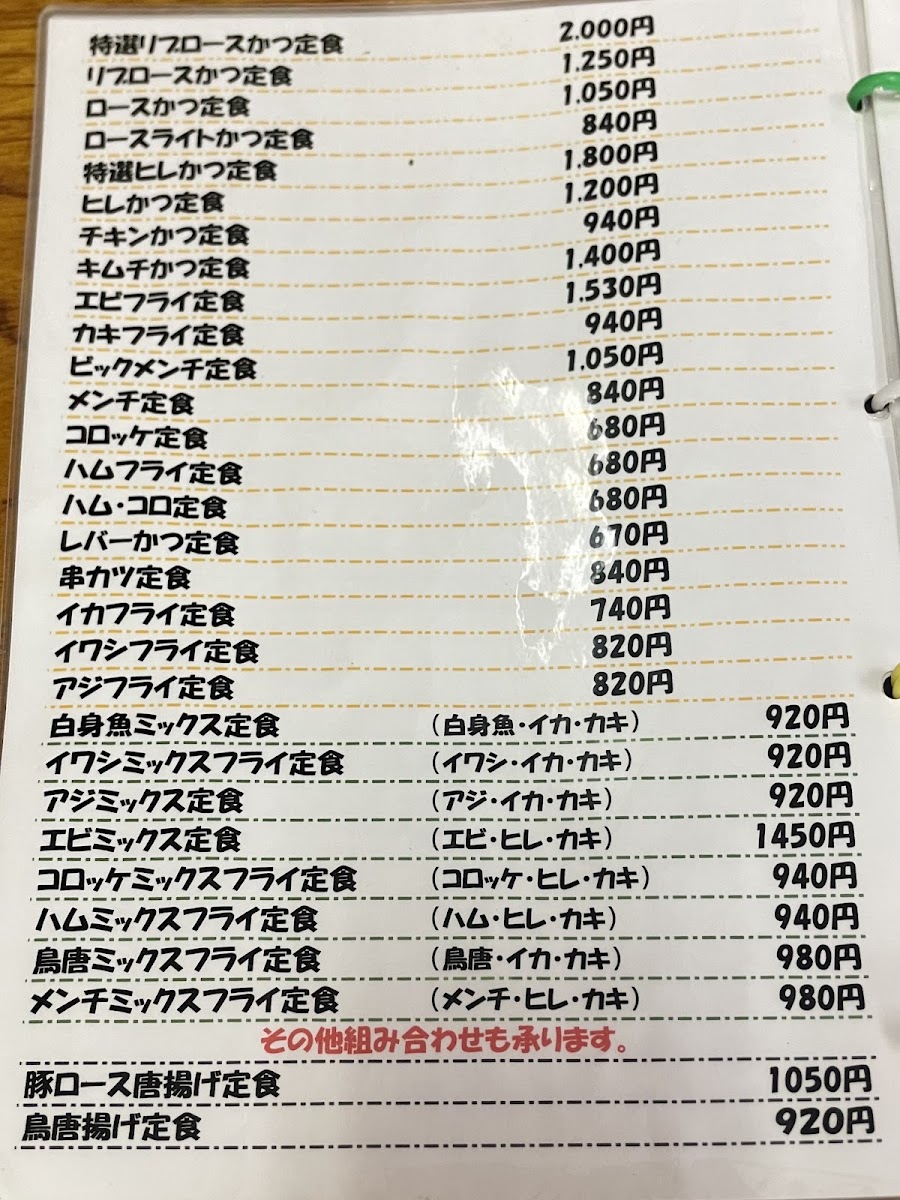 特選リブロースかつ定食 2.000円
リブロースかつ定食 1.250円
ロースかつ定食 1.050円
ロースライトかつ定食 840円
特選ヒレかつ定食 1.800円
ヒレかつ定食 1.200円
チキンかつ定食 940円
キムチかつ定食 1.400円
エビフライ定食 1.530円
カキフライ定食 940円
ビックメンチ定食 1.050円
メンチ定食 840円
コロッケ定食 680円
ハムフライ定食 680円
ハム・コロ定食 680円
レバーかつ定食 670円
串カツ定食 840円
イカフライ定食 740円
イワシフライ定食 820円
アジフライ定食 820円
白身魚ミックス定食 (白身魚・イカ・カキ) 920円
イワシミックスフライ定食 (イワシ・イカ・カキ) 920円
アジミックス定食 (アジ・イカ・カキ) 920円
エビミックス定食 (エビ・ヒレ・カキ) 1450円
コロッケミックスフライ定食 (コロッケ・ヒレ・カキ) 940円
ハムミックスフライ定食 (ハム・ヒレ・カキ) 940円
鳥唐ミックスフライ定食 (鳥唐・イカ・カキ) 980円
メンチミックスフライ定食 (メンチ・ヒレ・カキ) 980円
その他組み合わせも承ります。
豚ロース唐揚げ定食 1050円
鳥唐揚げ定食 920円